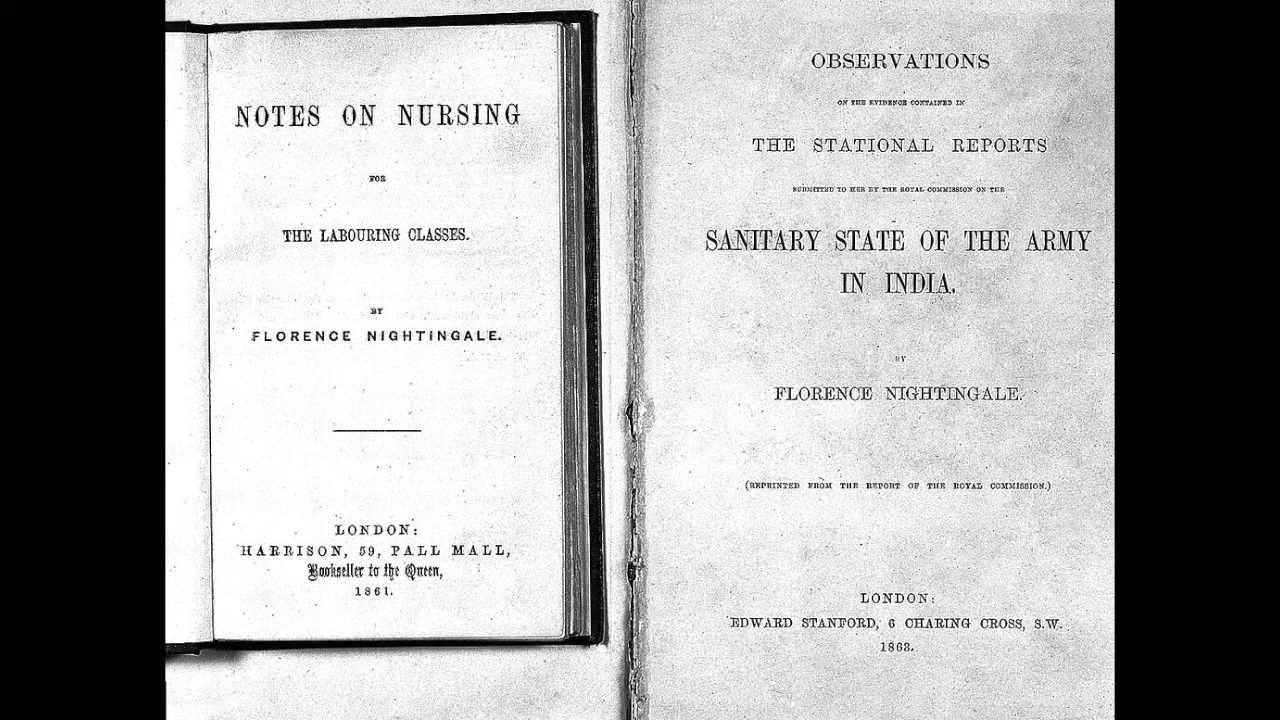 NOTES ON NURSING
FOR
THE LABOURING CLASSES.
BY
FLORENCE NIGHTINGALE.
LONDON:
HARRISON, 59, PALL MALL,
Bookseller to the Queen,
1861.
OBSERVATIONS
ON THE EVIDENCE CONTAINED IN
THE STATIONAL REPORTS
SUBMITTED TO HER BY THE ROYAL COMMISSION ON THE
SANITARY STATE OF THE ARMY
IN INDIA.
BY
FLORENCE NIGHTINGALE.
(REPRINTED FROM THE REPORT OF THE ROYAL COMMISSION.)
LONDON:
EDWARD STANFORD, 6 CHARING CROSS, S.W.
1863.